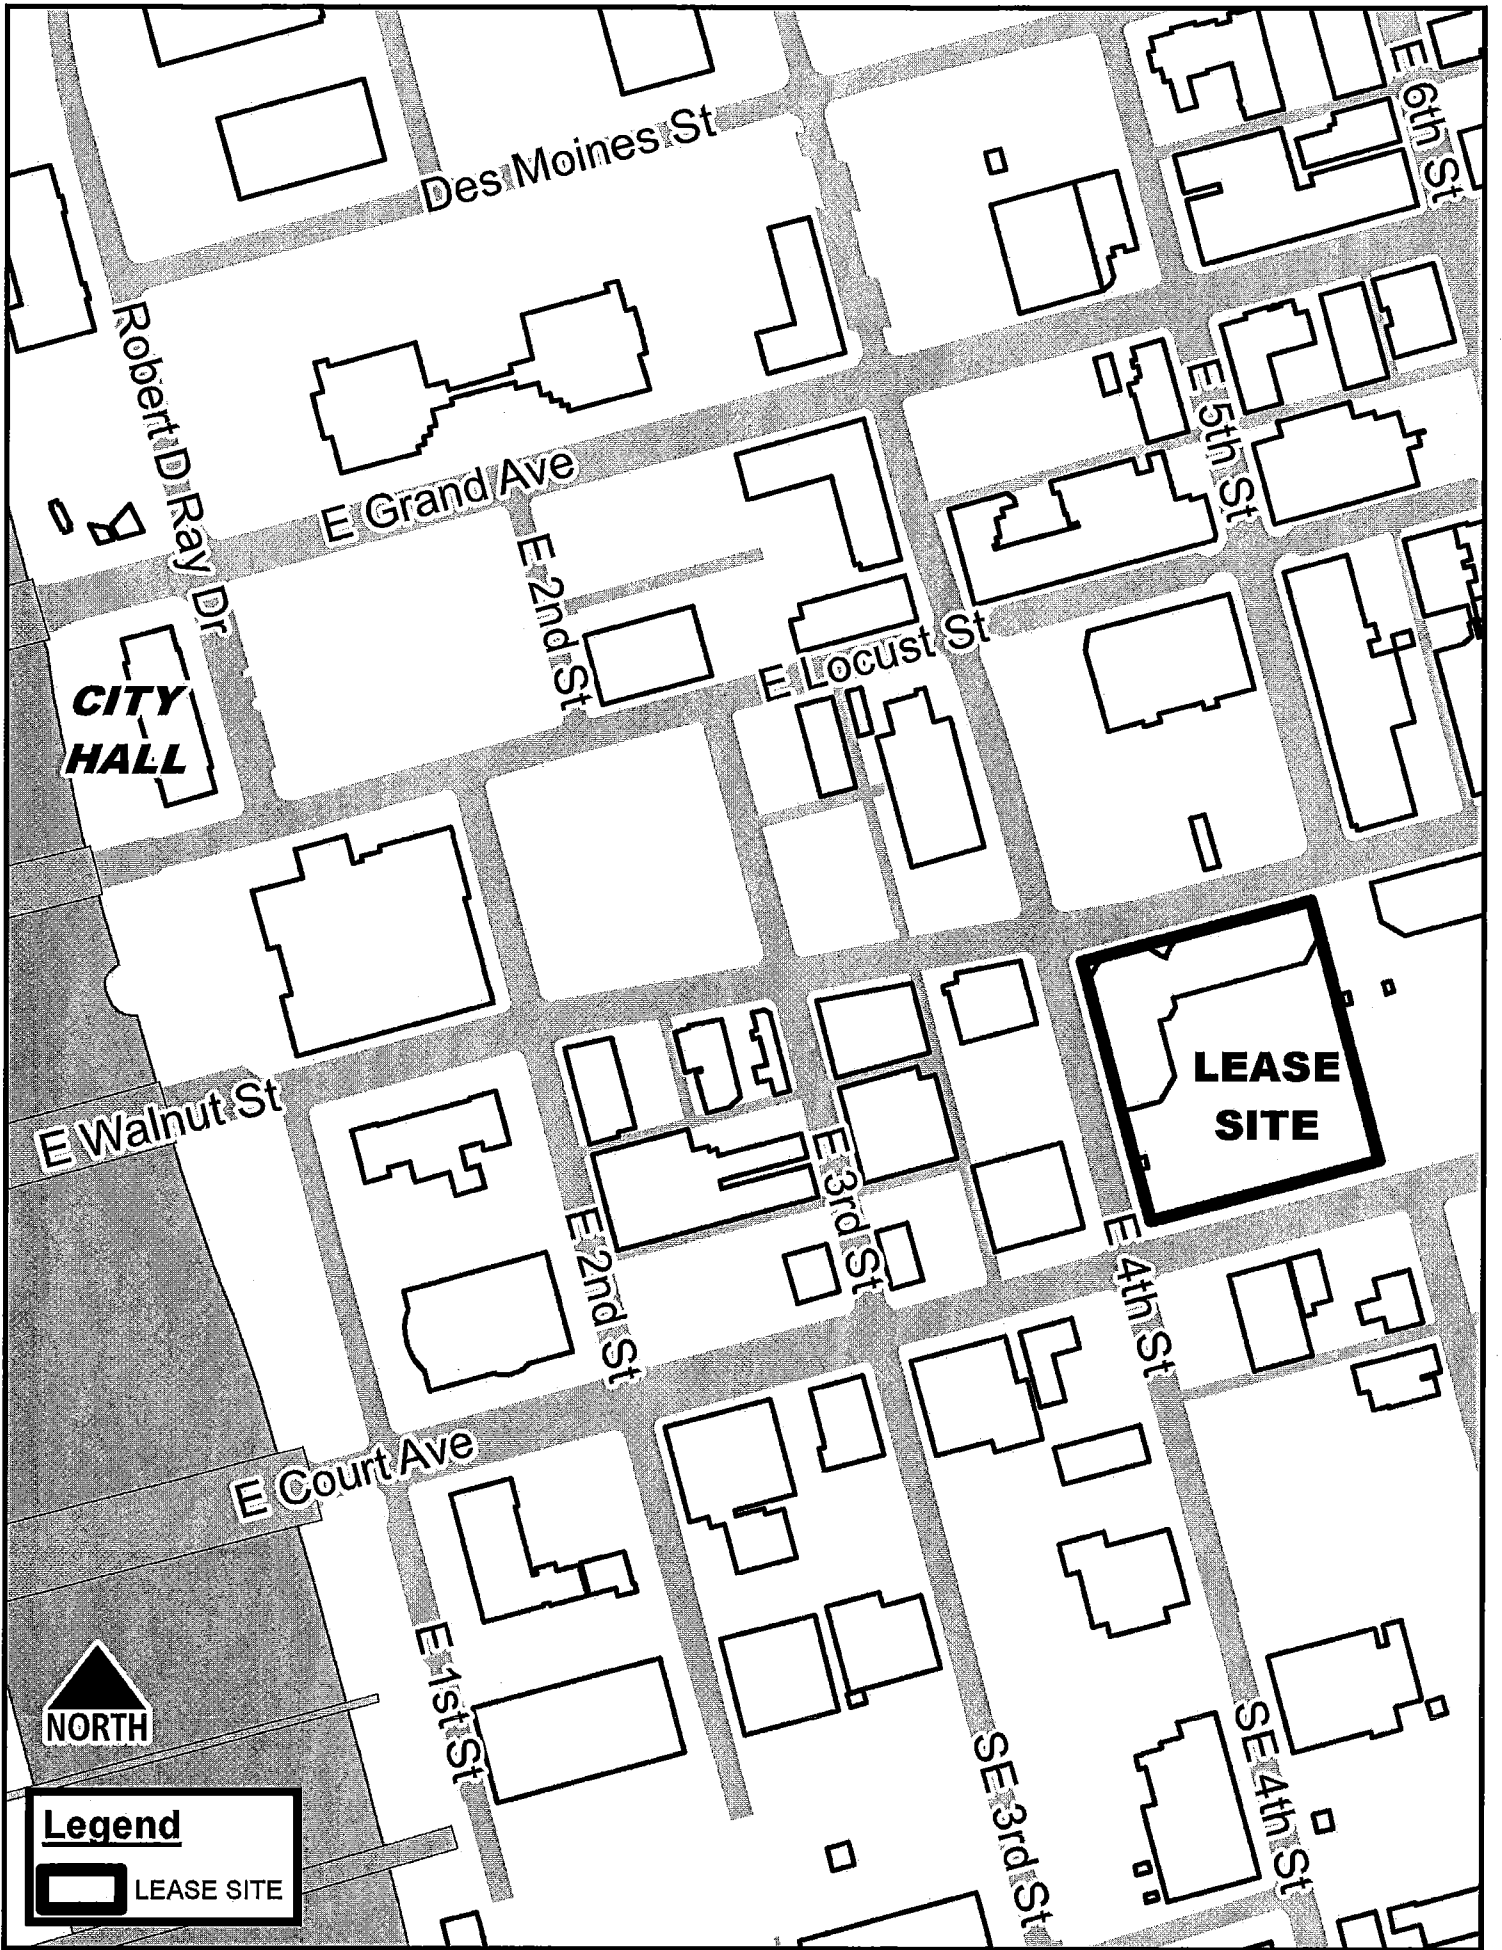 E 6th St
Des Moines St
Robert D Ray Dr
E 5th St
E Grand Ave
E 2nd St
E Locust St
CITY
HALL
LEASE
SITE
E Walnut St
E 3rd St
E 2nd St
E 4th St
E Court Ave
E 1st St
NORTH
SE 3rd St
SE 4th St
Legend
LEASE SITE